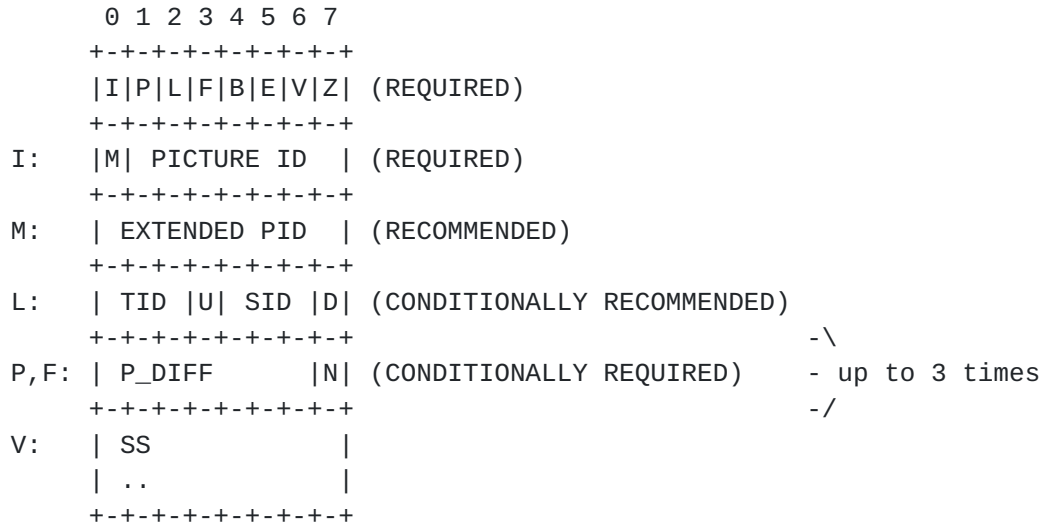 0 1 2 3 4 5 6 7
     +-+-+-+-+-+-+-+-+
     |I|P|L|F|B|E|V|Z| (REQUIRED)
     +-+-+-+-+-+-+-+-+
I:   |M| PICTURE ID  | (REQUIRED)
     +-+-+-+-+-+-+-+-+
M:   | EXTENDED PID  | (RECOMMENDED)
     +-+-+-+-+-+-+-+-+
L:   | TID |U| SID |D| (CONDITIONALLY RECOMMENDED)
     +-+-+-+-+-+-+-+-+                             -\
P,F: | P_DIFF      |N| (CONDITIONALLY REQUIRED)    - up to 3 times
     +-+-+-+-+-+-+-+-+                             -/
V:   | SS            |
     | ..            |
     +-+-+-+-+-+-+-+-+